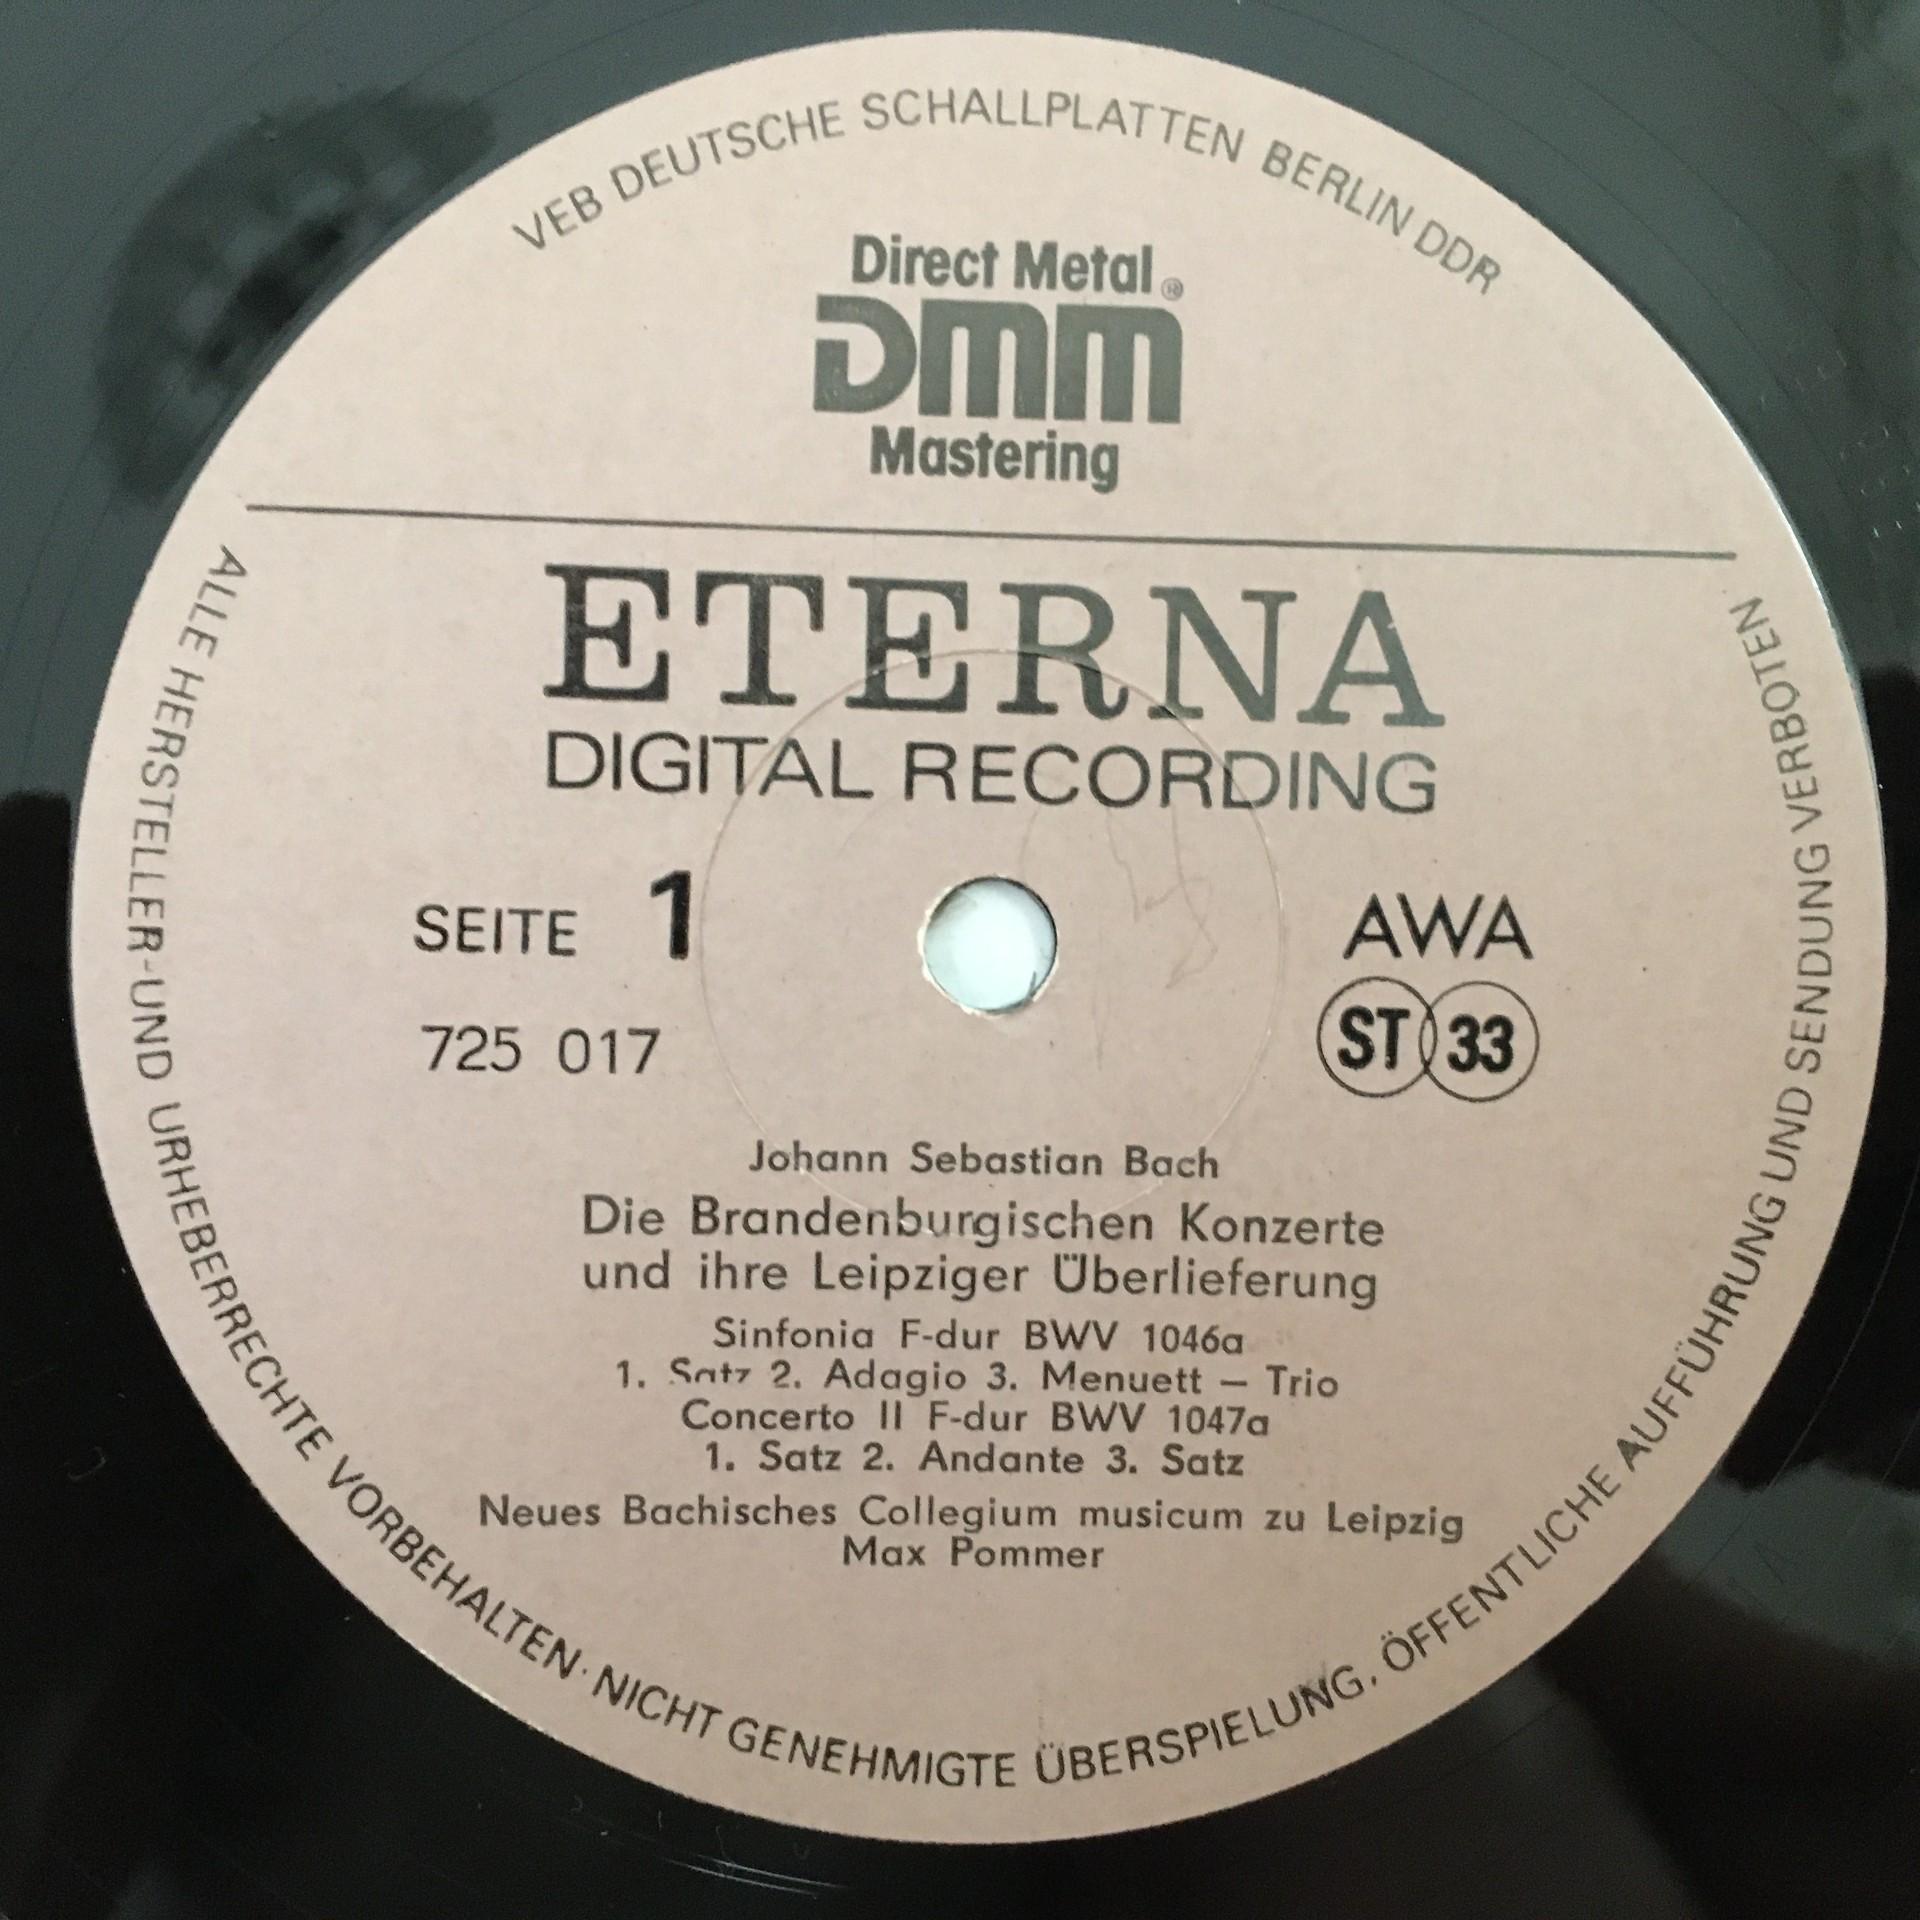 VEB DEUTSCHE SCHALLPLATTEN BERLIN DDR
Direct Metal ®
DMM
Mastering
ETERNA
DIGITAL RECORDING
SEITE 1
AWA
725 017
ST 33
Johann Sebastian Bach
Die Brandenburgischen Konzerte
und ihre Leipziger Überlieferung
Sinfonia F-dur BWV 1046a
1. Satz 2. Adagio 3. Menuett – Trio
Concerto II F-dur BWV 1047a
1. Satz 2. Andante 3. Satz
Neues Bachisches Collegium musicum zu Leipzig
Max Pommer
ALLE HERSTELLER-UND URHEBERRECHTE VORBEHALTEN· NICHT GENEHMIGTE ÜBERSPIELUNG, ÖFFENTLICHE AUFFÜHRUNG UND SENDUNG VERBOTEN